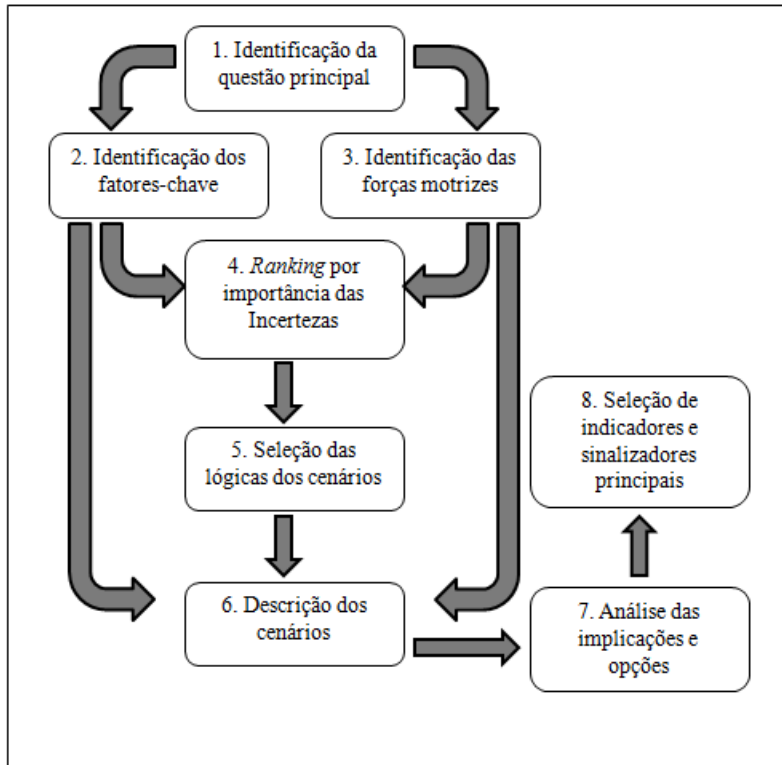 1. Identificação da
questão principal
2. Identificação dos
fatores-chave
3. Identificação das
forças motrizes
4. Ranking por
importância das
Incertezas
5. Seleção das
lógicas dos cenários
6. Descrição dos
cenários
7. Análise das
implicações e
opções
8. Seleção de
indicadores e
sinalizadores
principais